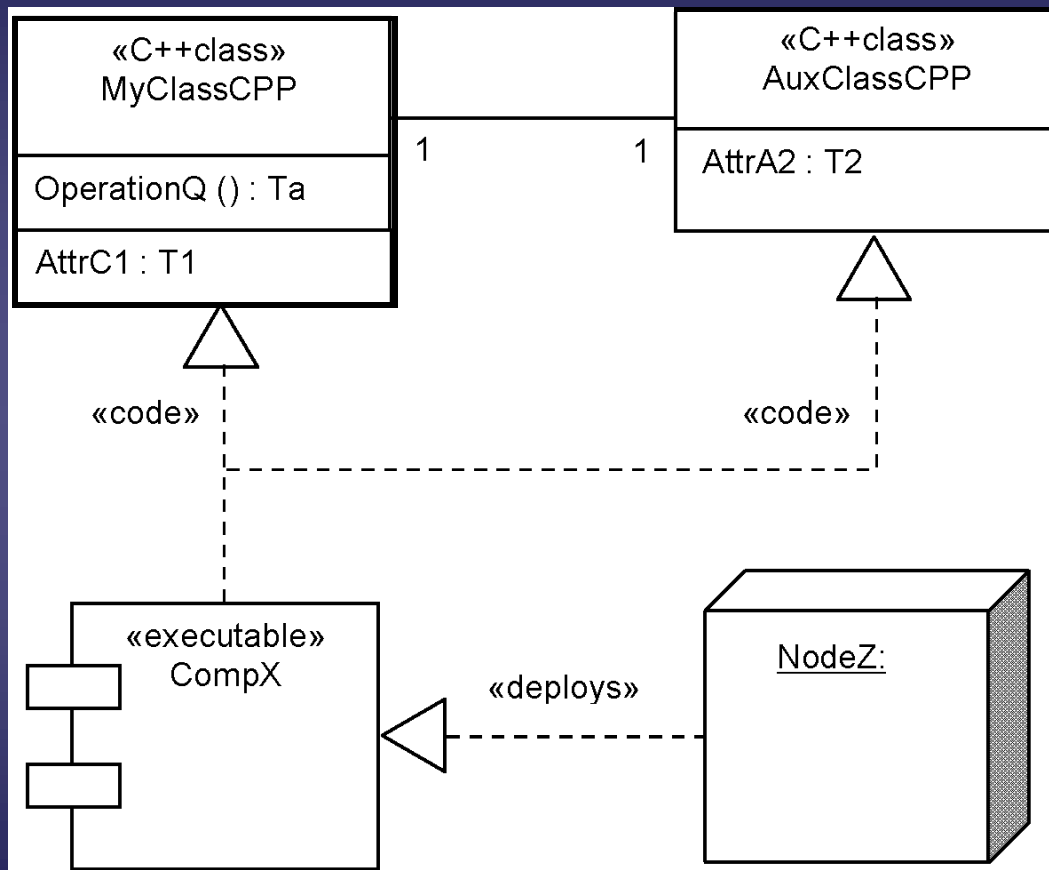 «C++class»
MyClassCPP
OperationQ () : Ta
AttrC1 : T1
1
1
«C++class»
AuxClassCPP
AttrA2 : T2
«code»
«code»
«executable»
CompX
«deploys»
NodeZ: